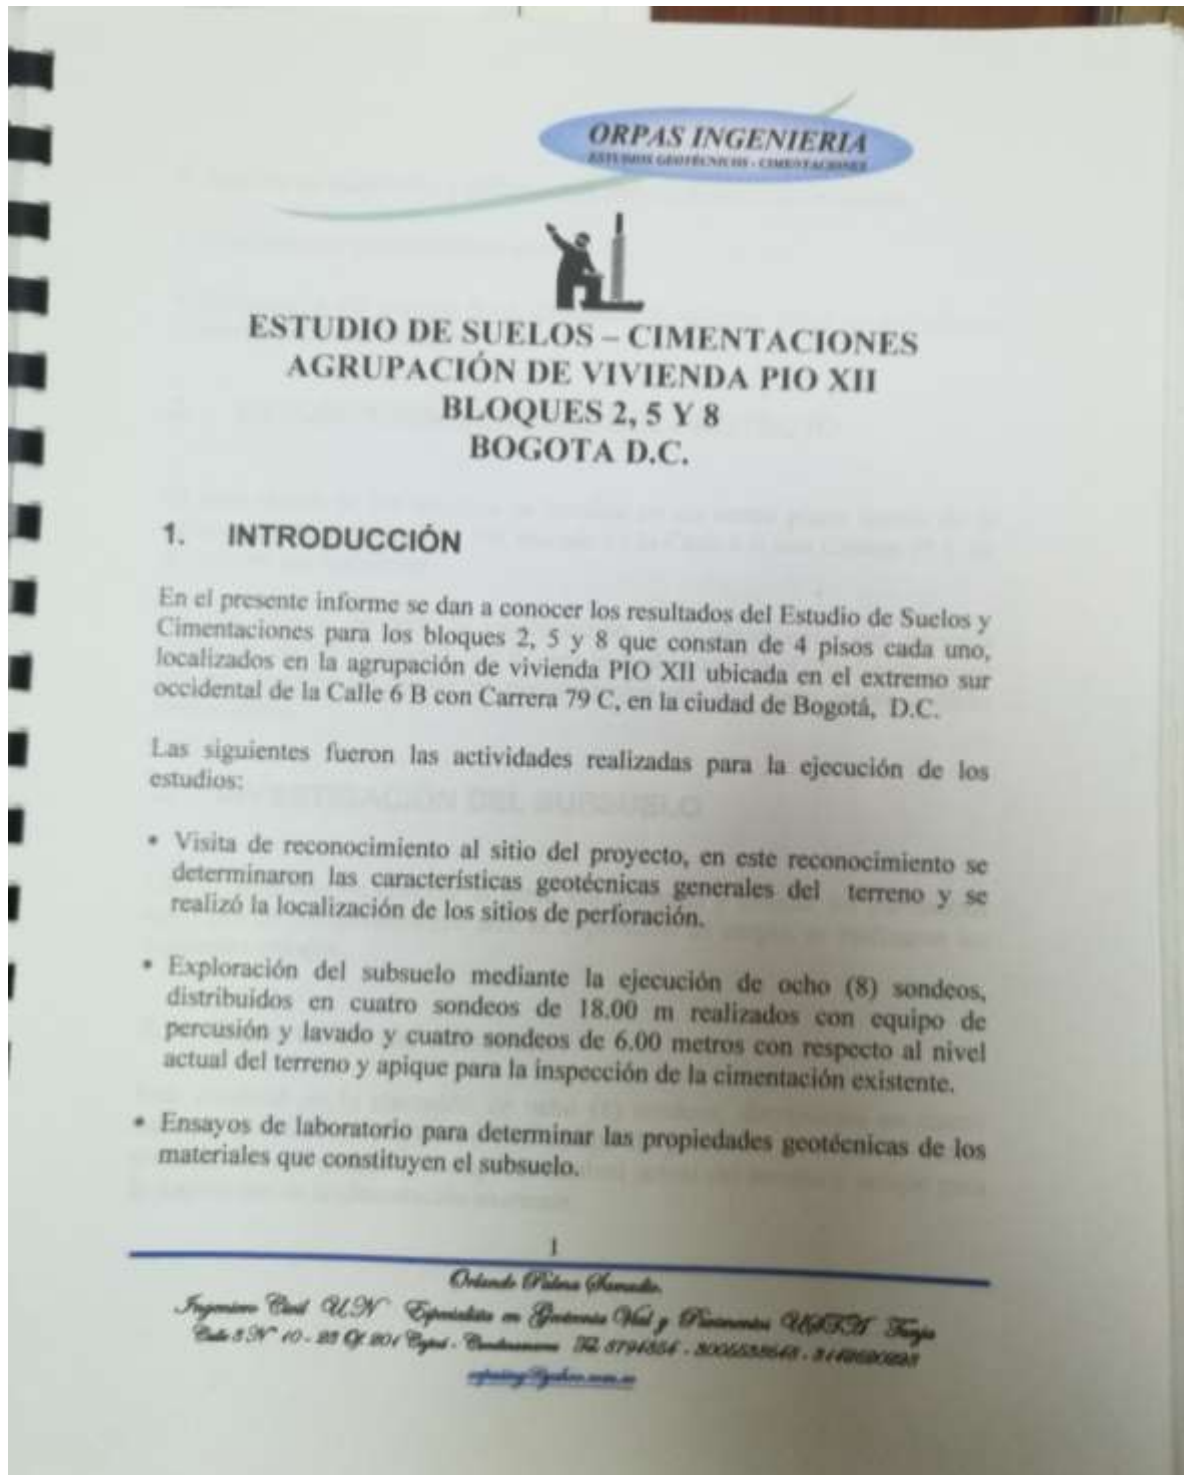 ORPAS INGENIERIA
ESTUDIOS GEOTÉCNICOS - CIMENTACIONES
ESTUDIO DE SUELOS – CIMENTACIONES
AGRUPACIÓN DE VIVIENDA PIO XII
BLOQUES 2, 5 Y 8
BOGOTA D.C.
1. INTRODUCCIÓN
En el presente informe se dan a conocer los resultados del Estudio de Suelos y
Cimentaciones para los bloques 2, 5 y 8 que constan de 4 pisos cada uno,
localizados en la agrupación de vivienda PIO XII ubicada en el extremo sur
occidental de la Calle 6 B con Carrera 79 C, en la ciudad de Bogotá, D.C.
Las siguientes fueron las actividades realizadas para la ejecución de los
estudios:
• Visita de reconocimiento al sitio del proyecto, en este reconocimiento se
determinaron las características geotécnicas generales del terreno y se
realizó la localización de los sitios de perforación.
• Exploración del subsuelo mediante la ejecución de ocho (8) sondeos,
distribuidos en cuatro sondeos de 18.00 m realizados con equipo de
percusión y lavado y cuatro sondeos de 6.00 metros con respecto al nivel
actual del terreno y apique para la inspección de la cimentación existente.
• Ensayos de laboratorio para determinar las propiedades geotécnicas de los
materiales que constituyen el subsuelo.
1
Orlando Palma
Ingeniero Civil U.N Especialista en Geotecnia Vial y Pavimentos Tunja